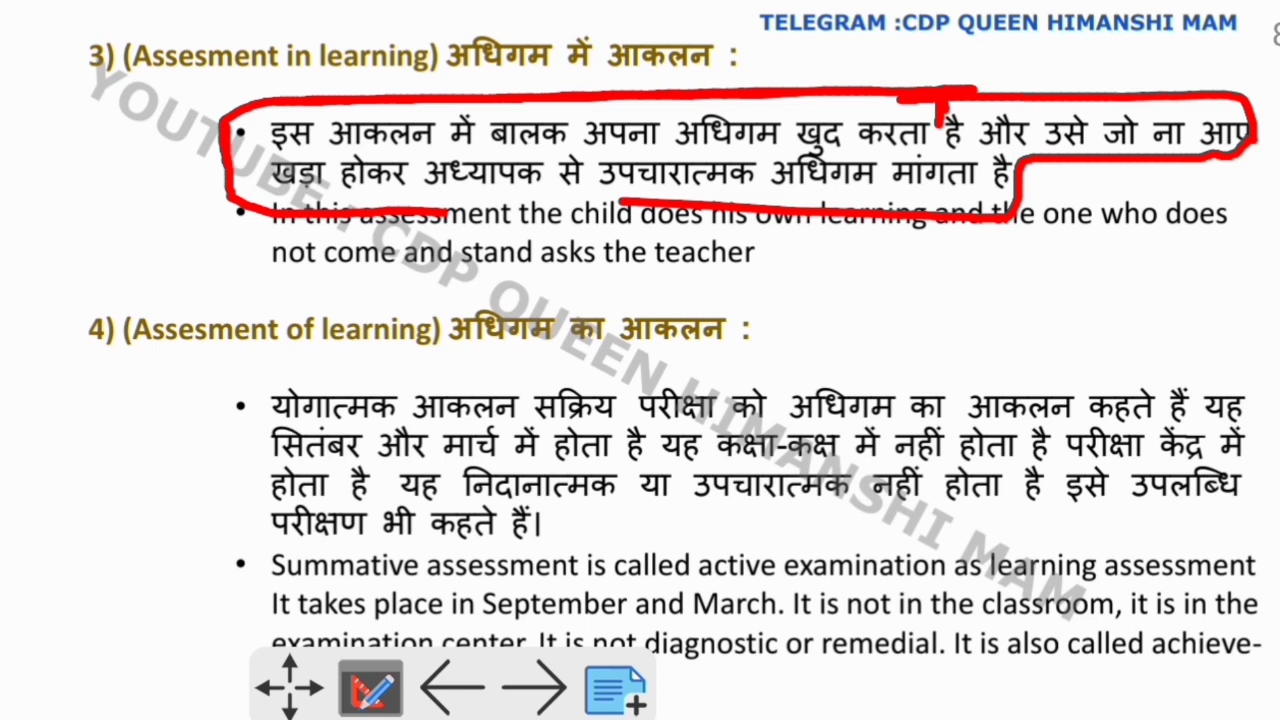 TELEGRAM :CDP QUEEN HIMANSHI MAM
3) (Assesment in learning) अधिगम में आकलन :
• इस आकलन में बालक अपना अधिगम खुद करता है और उसे जो ना आए
खड़ा होकर अध्यापक से उपचारात्मक अधिगम मांगता है
• In this assessment the child does his own learning and the one who does
not come and stand asks the teacher
4) (Assesment of learning) अधिगम का आकलन :
• योगात्मक आकलन सक्रिय परीक्षा को अधिगम का आकलन कहते हैं यह
सितंबर और मार्च में होता है यह कक्षा-कक्ष में नहीं होता है परीक्षा केंद्र में
होता है यह निदानात्मक या उपचारात्मक नहीं होता है इसे उपलब्धि
परीक्षण भी कहते हैं।
• Summative assessment is called active examination as learning assessment
It takes place in September and March. It is not in the classroom, it is in the
examination center. It is not diagnostic or remedial. It is also called achieve-
YOUTUBE : CDP QUEEN HIMANSHI MAM